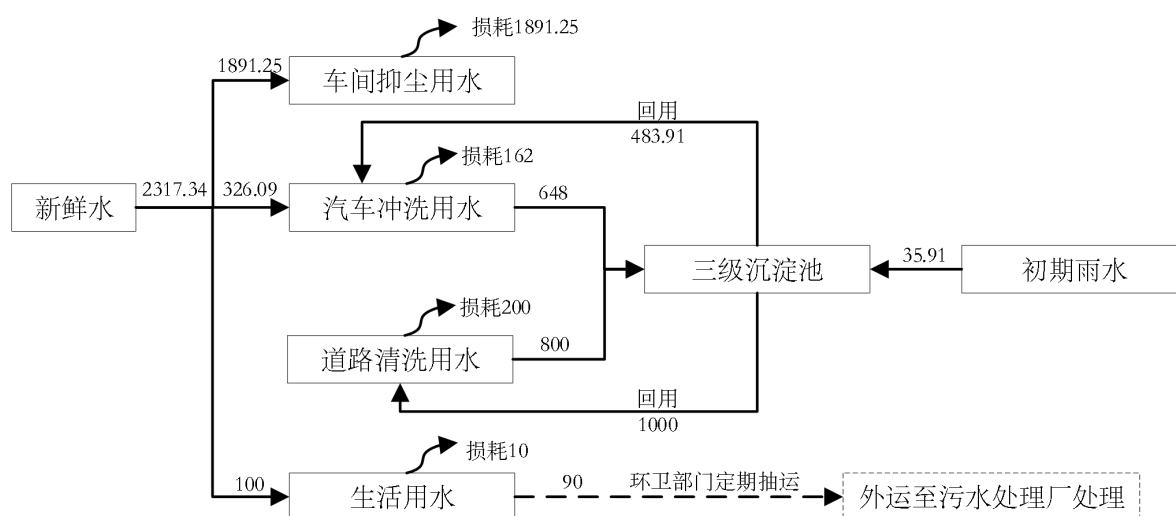 损耗1891.25
1891.25
车间抑尘用水
回用
483.91
损耗162
新鲜水
2317.34
326.09
汽车冲洗用水
648
三级沉淀池
35.91
初期雨水
损耗200
道路清洗用水
800
回用
1000
损耗10
100
生活用水
90
环卫部门定期抽运
外运至污水处理厂处理